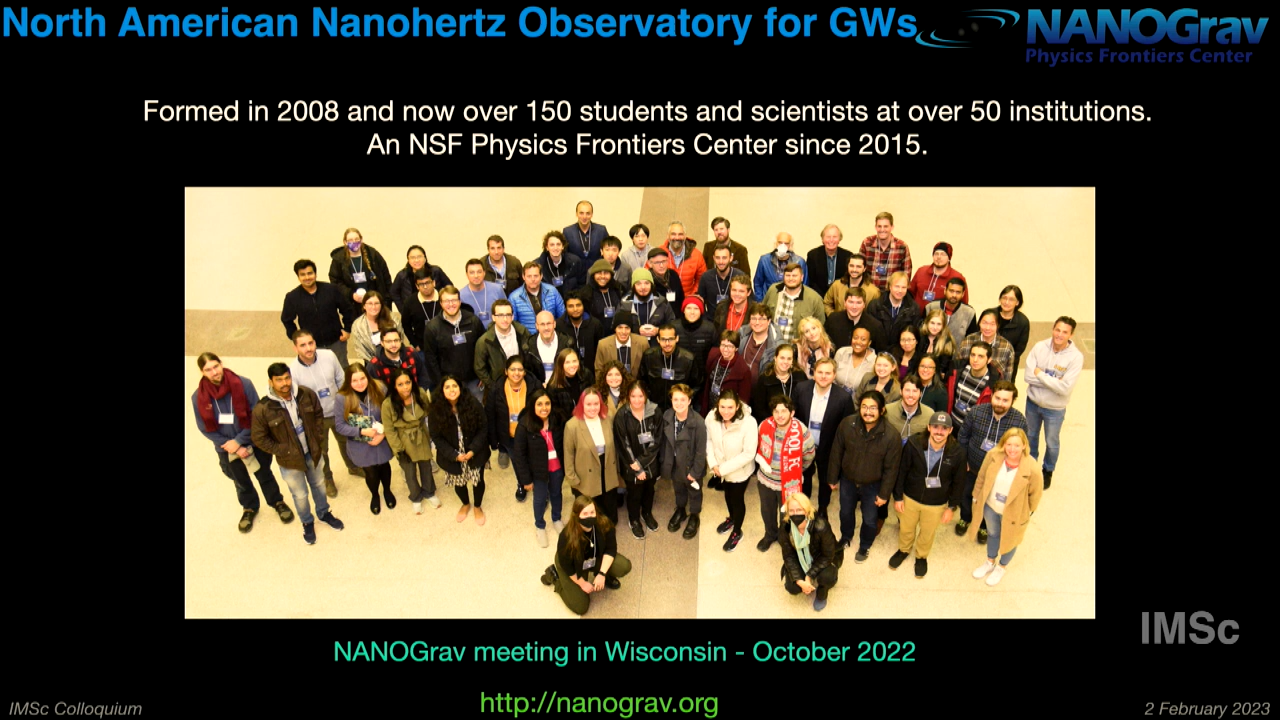 North American Nanohertz Observatory for GWs
NANOGrav
Physics Frontiers Center
Formed in 2008 and now over 150 students and scientists at over 50 institutions.
An NSF Physics Frontiers Center since 2015.
NANOGrav meeting in Wisconsin - October 2022
IMSc
http://nanograv.org
IMSc Colloquium
2 February 2023